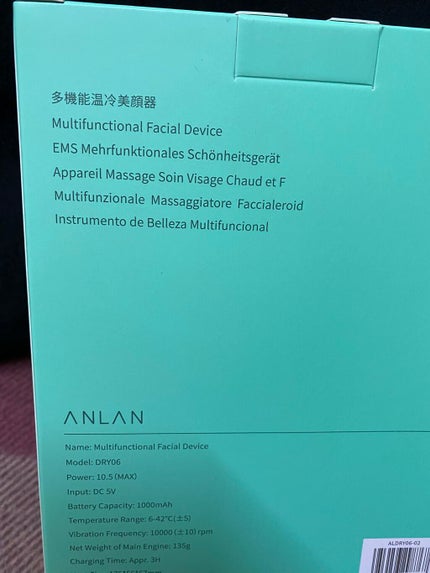 多機能温冷美顔器
Multifunctional Facial Device
EMS Mehrfunktionales Schönheitsgerät
Appareil Massage Soin Visage Chaud et F
Multifunzionale Massaggiatore Faccialeroid
Instrumento de Belleza Multifuncional
ANLAN
Name: Multifunctional Facial Device
Model: DRY06
Power: 10.5 (MAX)
Input: DC 5V
Battery Capacity: 1000mAh
Temperature Range: 6-42°C(±5)
Vibration Frequency: 10000 (±10) rpm
Net Weight of Main Engine: 135g
Charging Time: Appr. 3H
ALDRY06-02